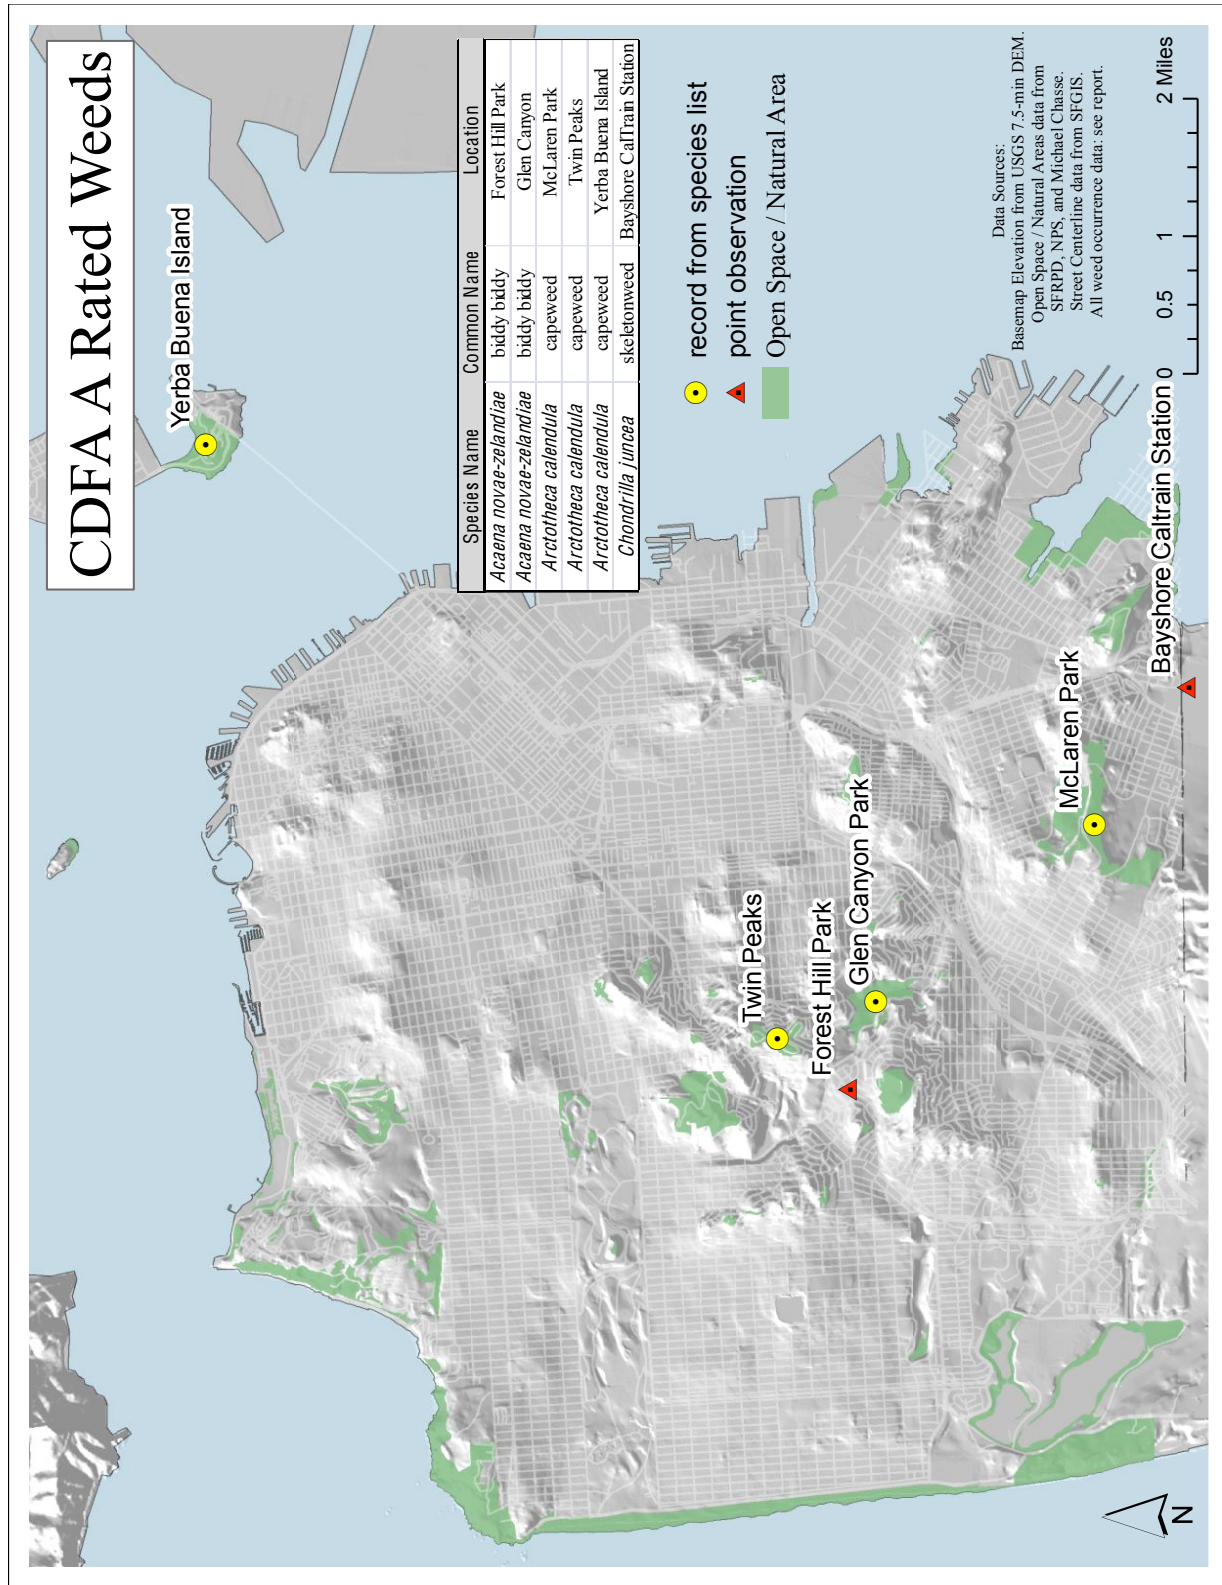 CDFA A Rated Weeds
Yerba Buena Island
Species Name Common Name Location
Acaena novae-zelandiae biddy biddy Forest Hill Park
Acaena novae-zelandiae biddy biddy Glen Canyon
Arctotheca calendula capeweed McLaren Park
Arctotheca calendula capeweed Twin Peaks
Arctotheca calendula capeweed Yerba Buena Island
Chondrilla juncea skeletonweed Bayshore CalTrain Station
record from species list
point observation
Open Space / Natural Area
Twin Peaks
Forest Hill Park
Glen Canyon Park
McLaren Park
Bayshore Caltrain Station
Data Sources:
Basemap Elevation from USGS 7.5-min DEM.
Open Space / Natural Areas data from
SFRPD, NPS, and Michael Chasse.
Street Centerline data from SFGIS.
All weed occurrence data: see report.
0 0.5 1 2 Miles
N